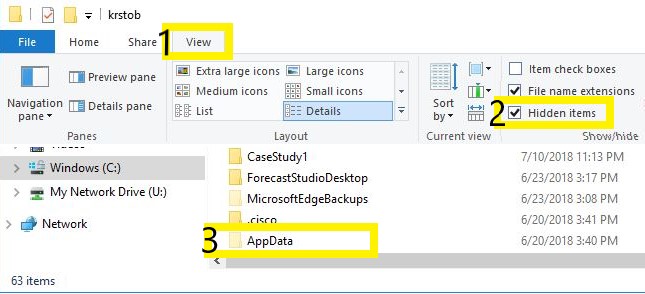 krstob
1
File Home Share View
Preview pane
Navigation pane
Details pane
Extra large icons Large icons
Medium icons Small icons
List Details
Layout
Sort by
Current view
Item check boxes
File name extensions
2 Hidden items
Show/hide
Panes
Windows (C:)
My Network Drive (U:)
Network
CaseStudy1 7/10/2018 11:13 PM
ForecastStudioDesktop 6/23/2018 3:17 PM
MicrosoftEdgeBackups 6/23/2018 3:08 PM
.cisco 6/20/2018 3:41 PM
3 AppData 6/20/2018 3:40 PM
63 items